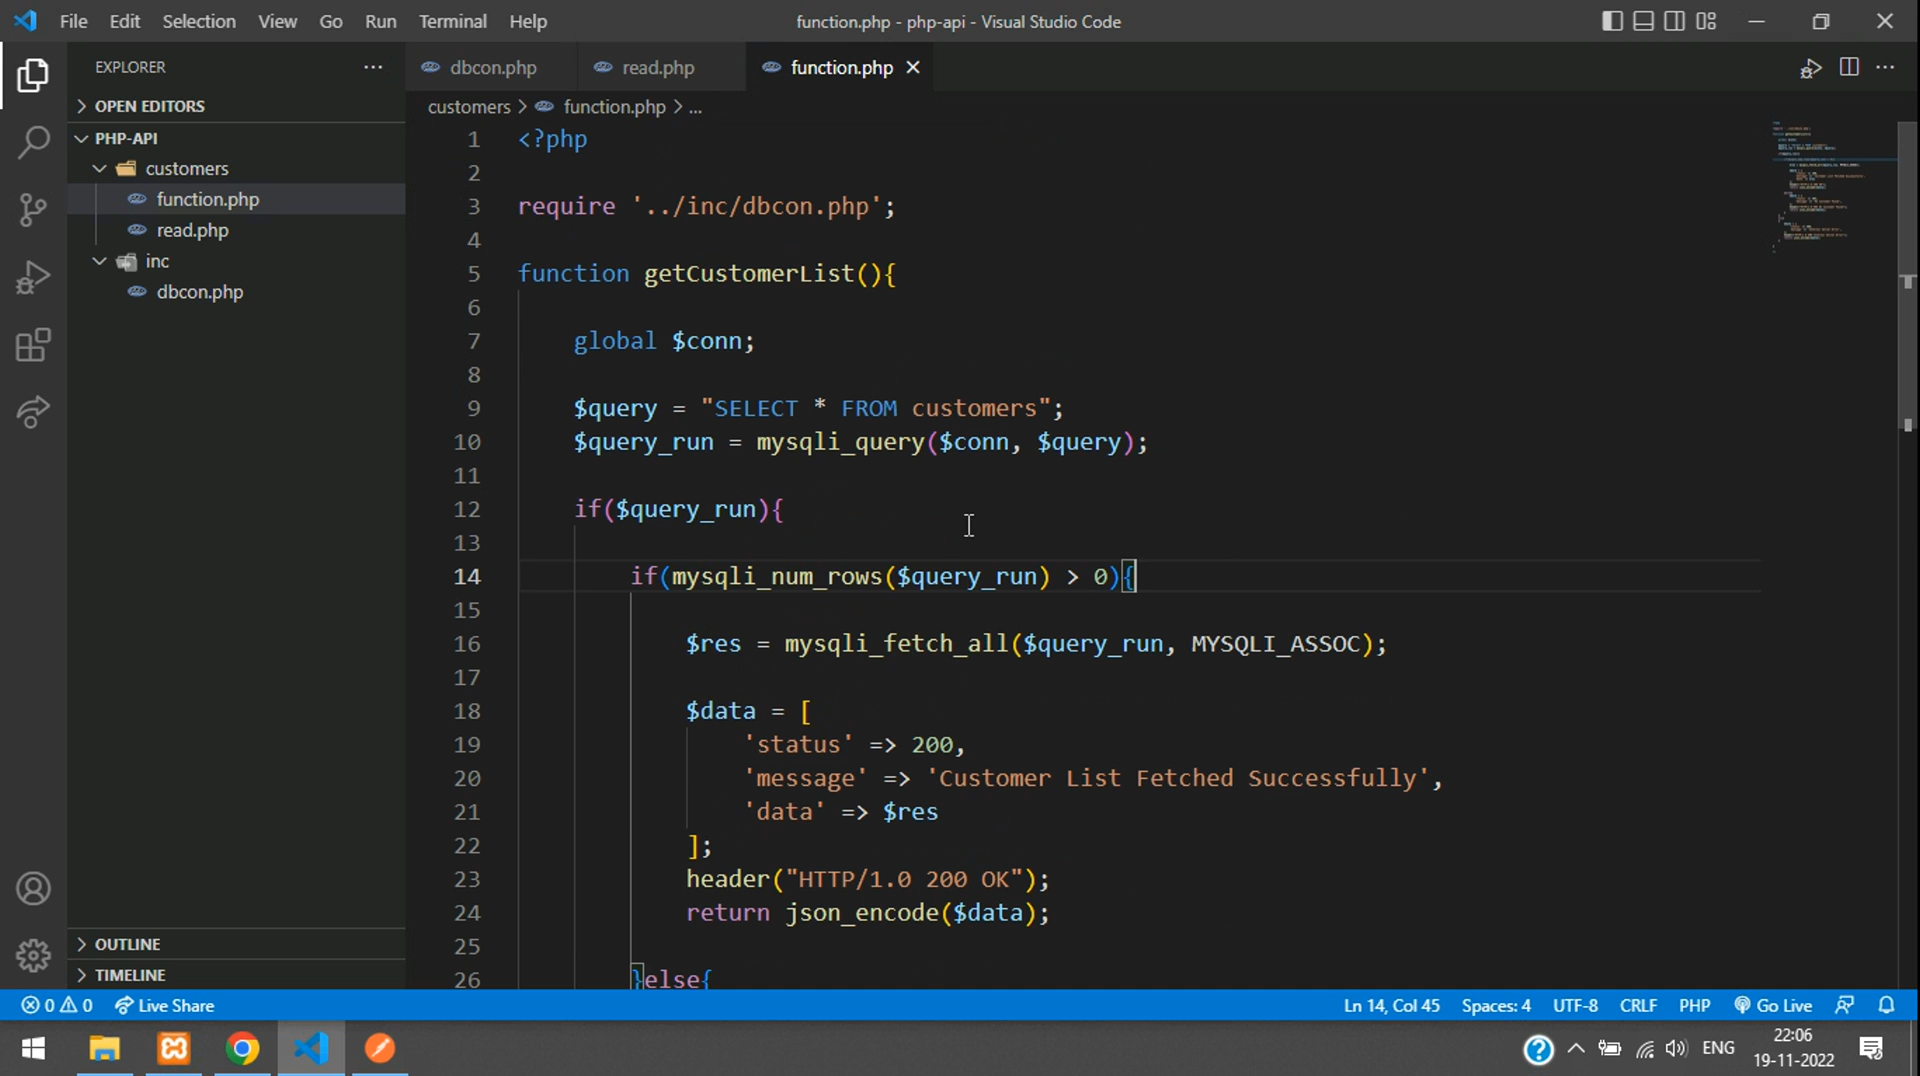 File Edit Selection View Go Run Terminal Help function.php - php-api - Visual Studio Code
EXPLORER
OPEN EDITORS
PHP-API
customers
function.php
read.php
inc
dbcon.php
OUTLINE
TIMELINE
dbcon.php read.php function.php
customers > function.php > ...
1 <?php
2
3 require '../inc/dbcon.php';
4
5 function getCustomerList(){
6
7 global $conn;
8
9 $query = "SELECT * FROM customers";
10 $query_run = mysqli_query($conn, $query);
11
12 if($query_run){
13
14 if(mysqli_num_rows($query_run) > 0){
15
16 $res = mysqli_fetch_all($query_run, MYSQLI_ASSOC);
17
18 $data = [
19 'status' => 200,
20 'message' => 'Customer List Fetched Successfully',
21 'data' => $res
22 ];
23 header("HTTP/1.0 200 OK");
24 return json_encode($data);
25
26 }else{
0 0 Live Share Ln 14, Col 45 Spaces: 4 UTF-8 CRLF PHP Go Live
ENG 22:06
19-11-2022